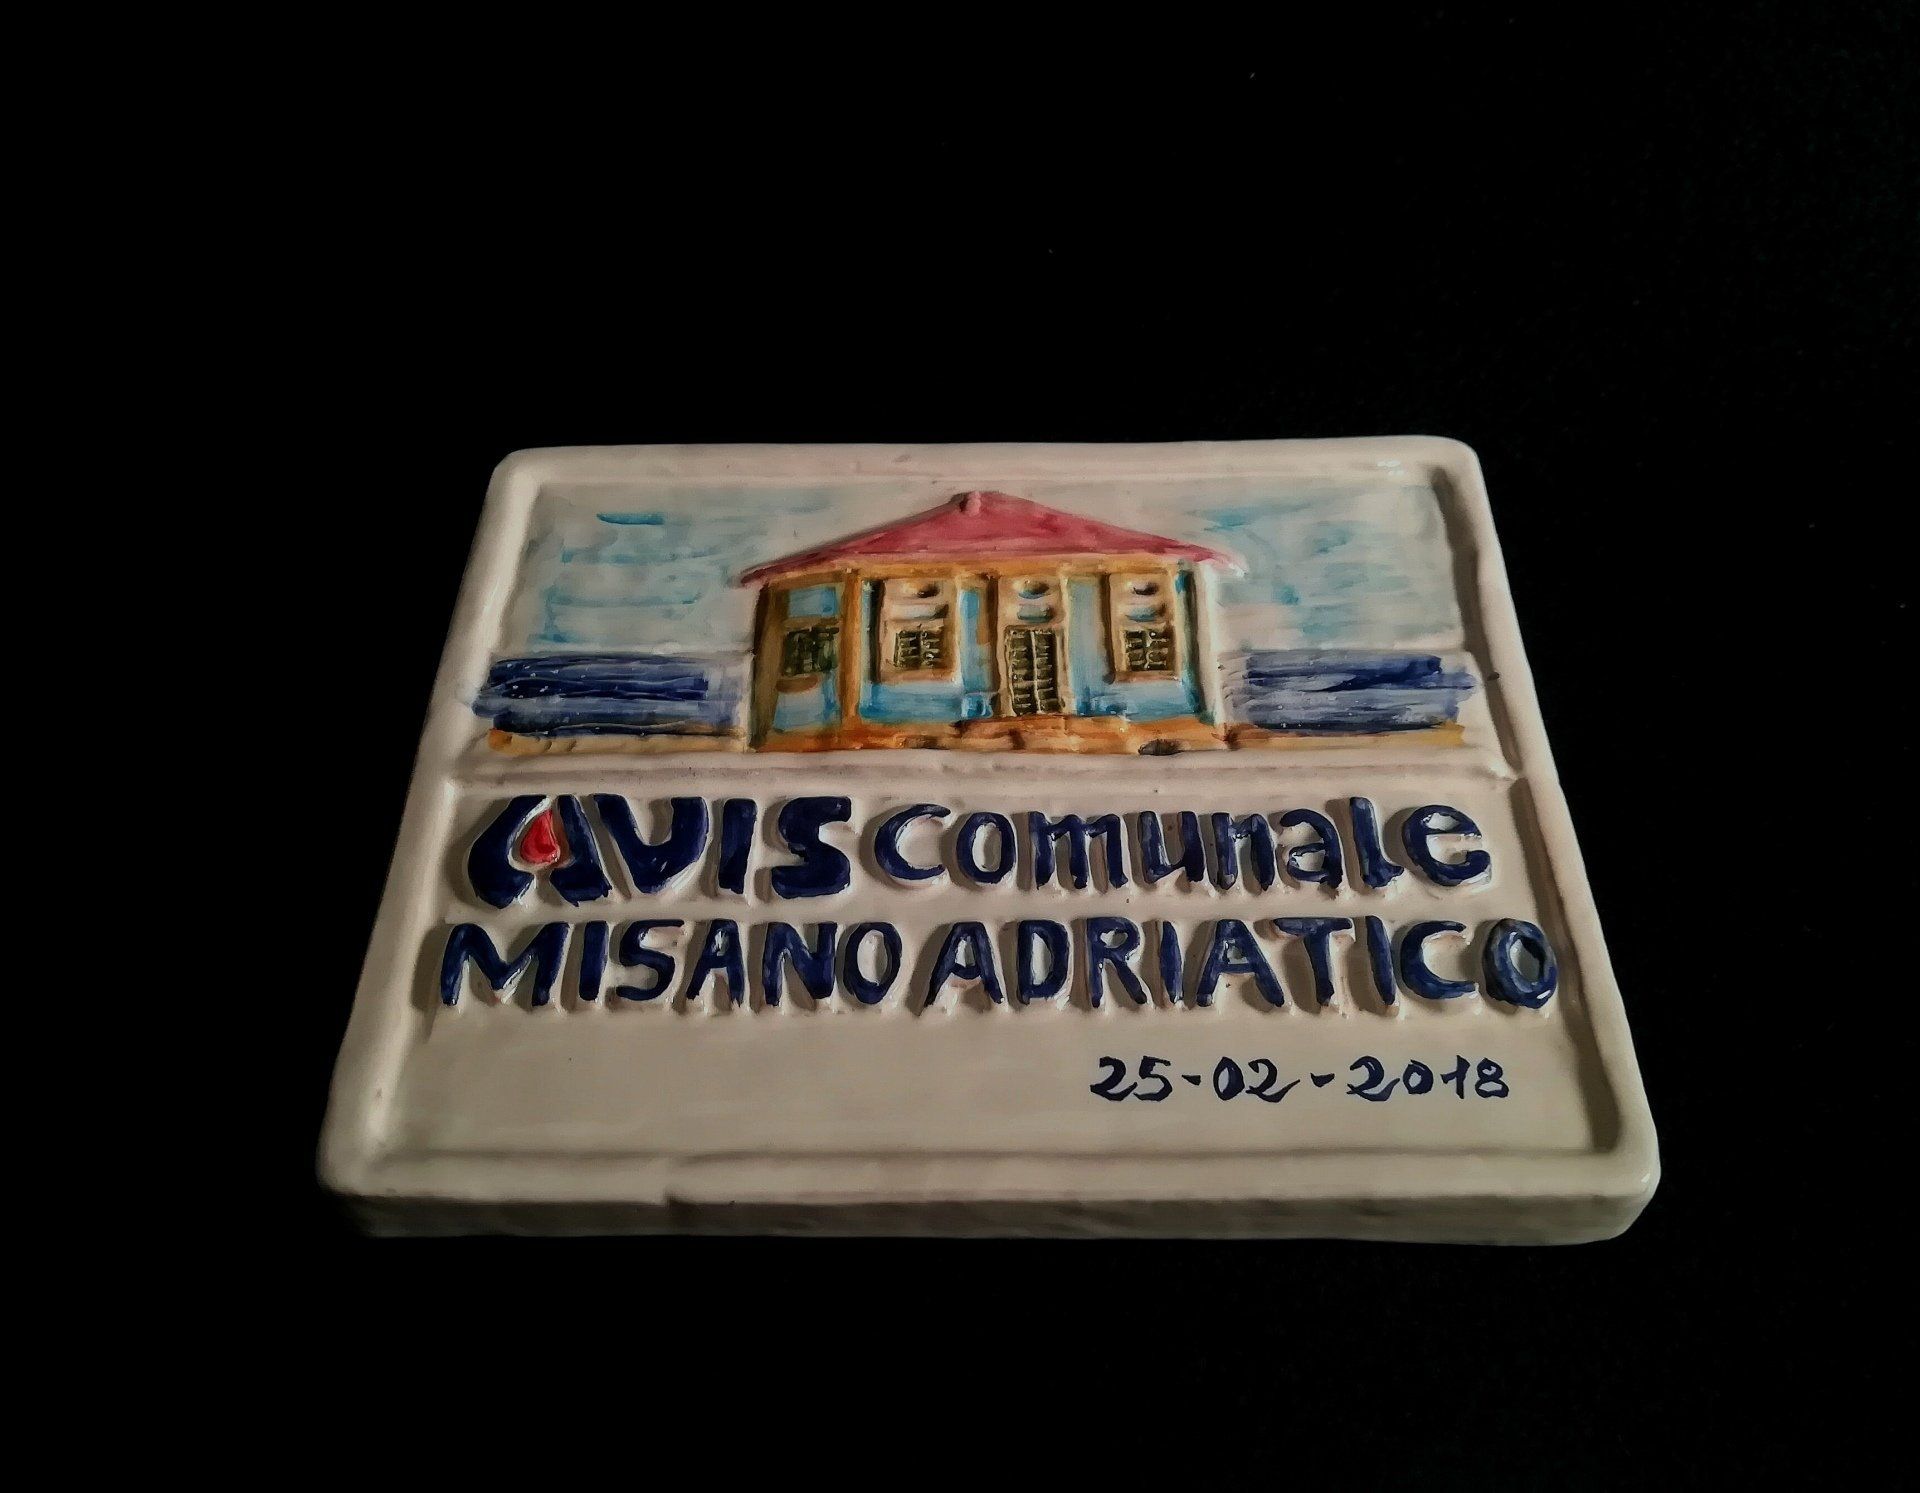 AVIS comunale
MISANO ADRIATICO
25-02-2018